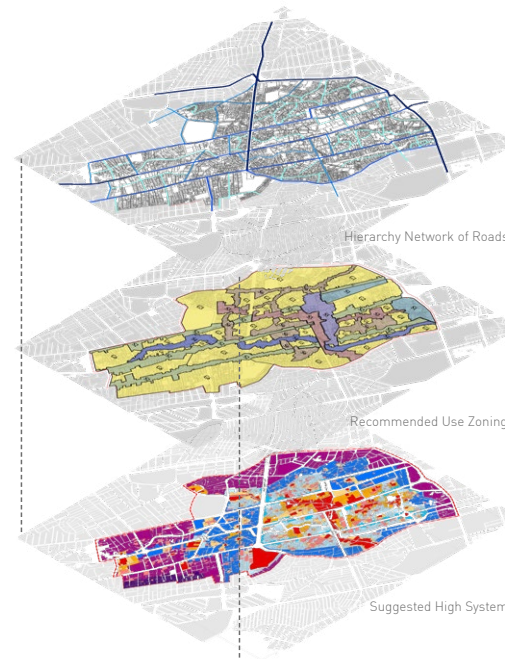 Hierarchy Network of Roads
Recommended Use Zoning
Suggested High System